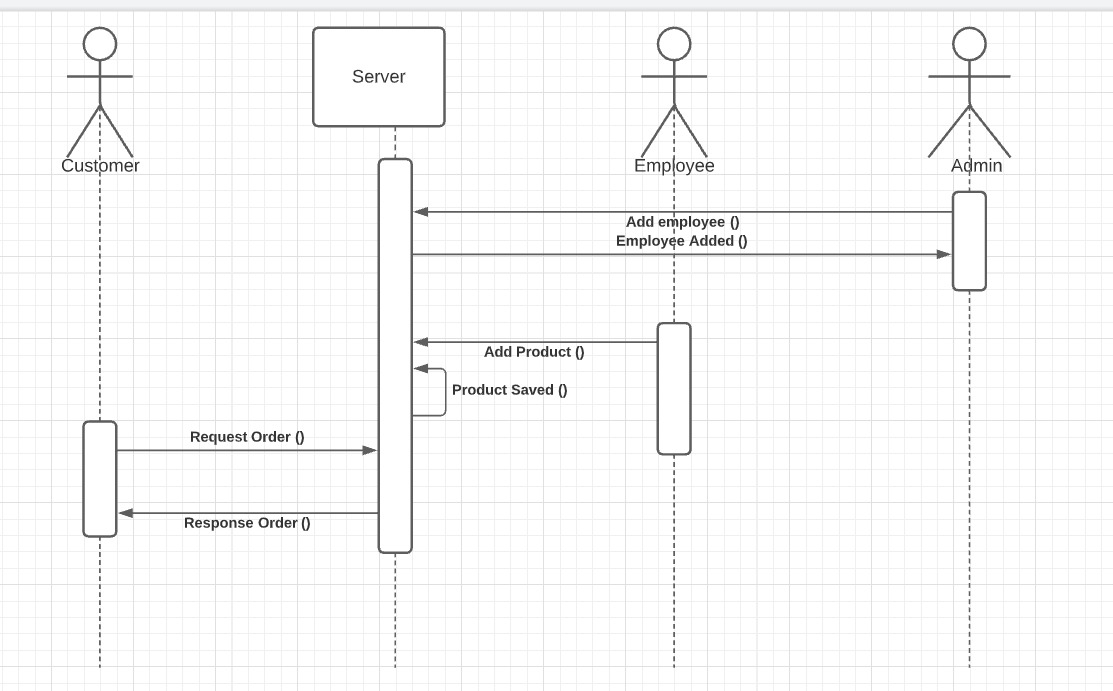 Server
Customer
Employee
Admin
Add employee ()
Employee Added ()
Add Product ()
Product Saved ()
Request Order ()
Response Order ()